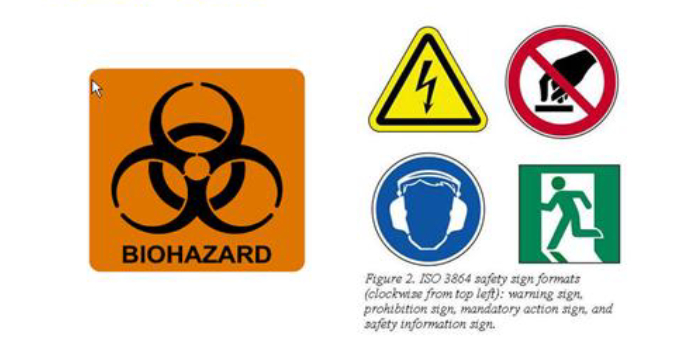 BIOHAZARD
Figure 2. ISO 3864 safety sign formats
(clockwise from top left): warning sign,
prohibition sign, mandatory action sign, and
safety information sign.